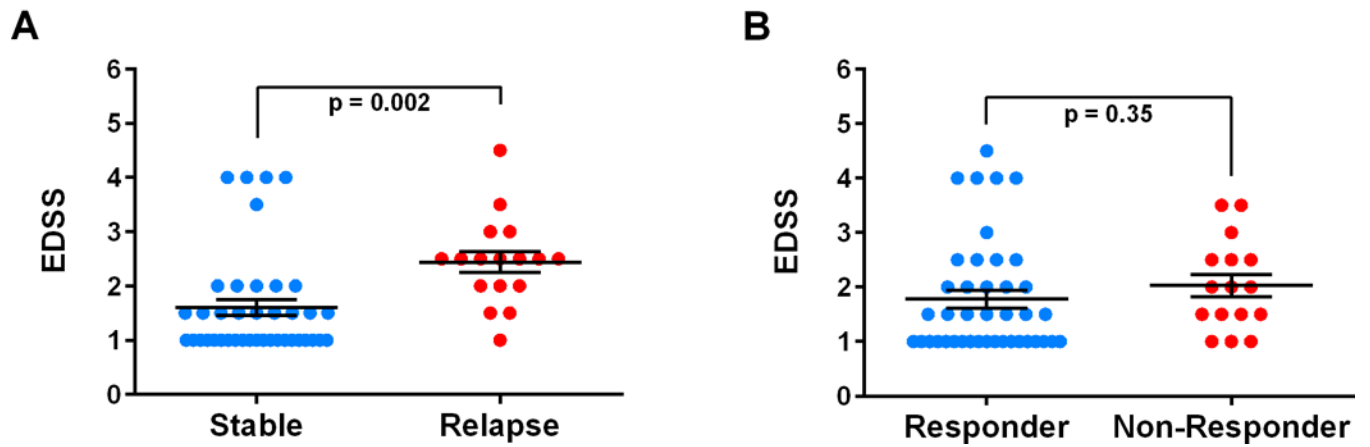 A
6
5
4
3
2
1
0
EDSS
p = 0.002
Stable
Relapse
B
6
5
4
3
2
1
0
EDSS
p = 0.35
Responder
Non-Responder